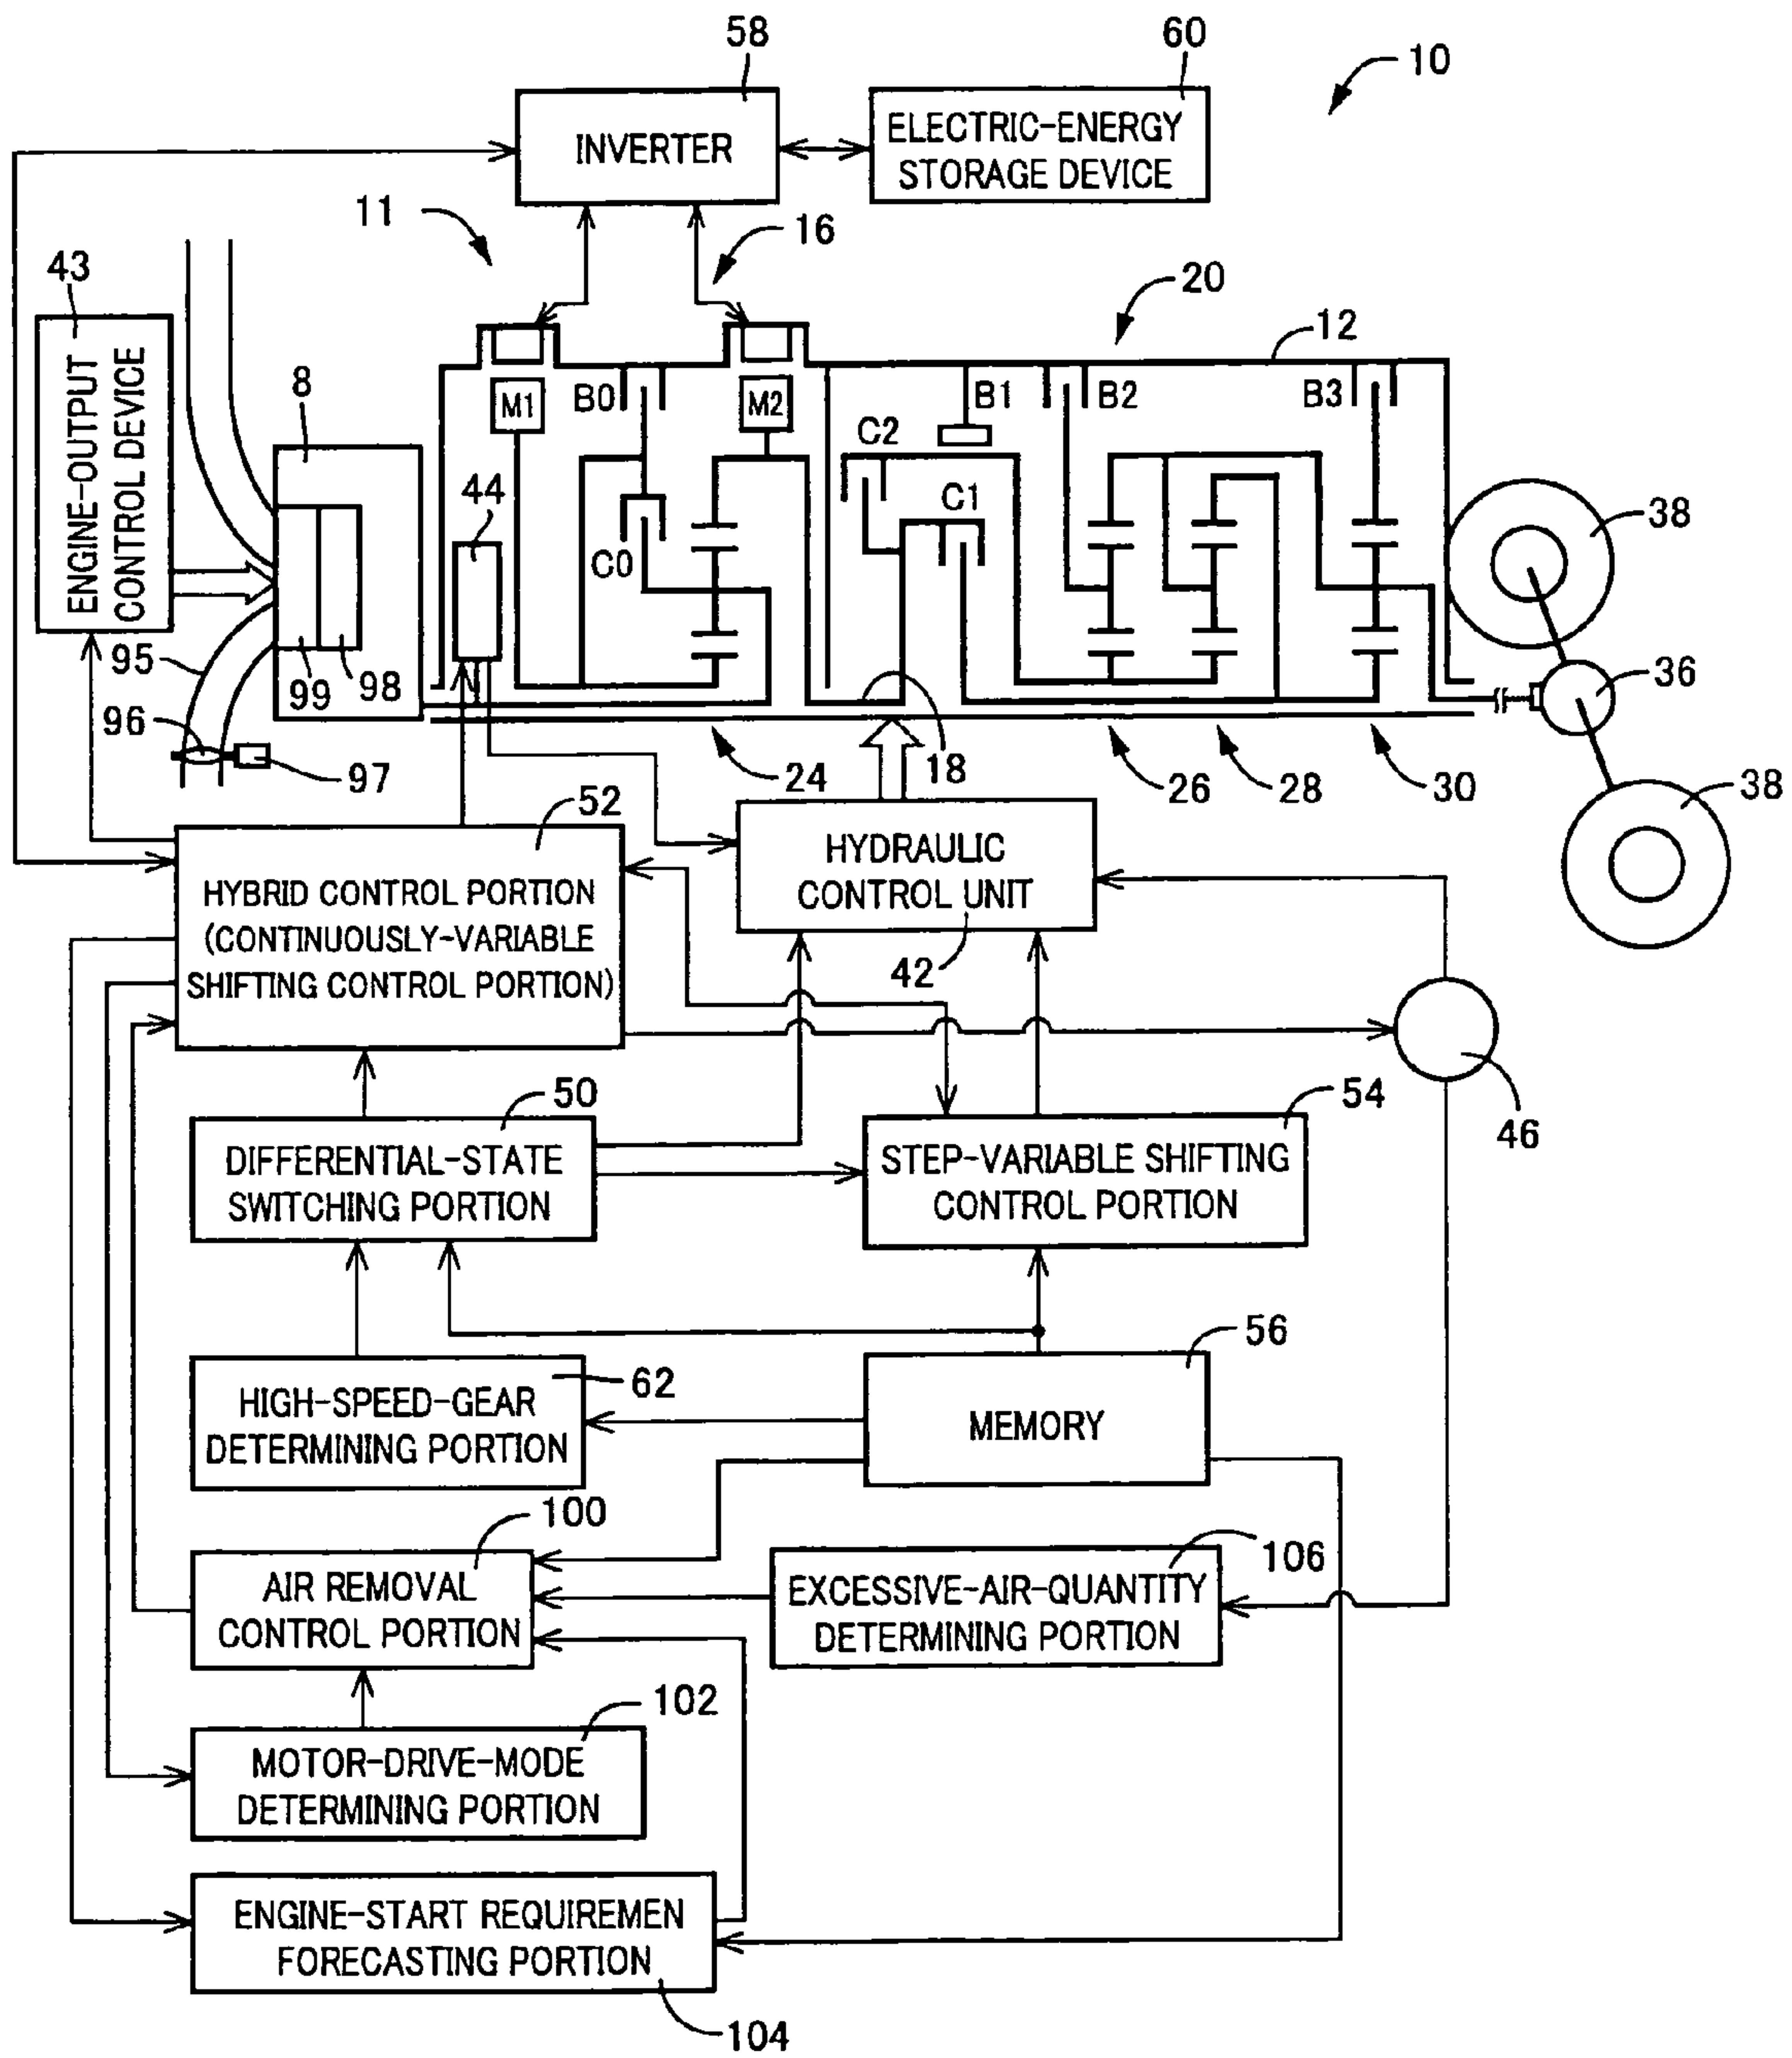 58
60
10
INVERTER
ELECTRIC-ENERGY
STORAGE DEVICE
11
16
43
20
12
ENGINE-OUTPUT
CONTROL DEVICE
8
M1
B0
M2
B1
B2
B3
C2
44
C1
38
C0
95
99
98
36
96
97
24
18
26
28
30
38
52
HYDRAULIC
CONTROL UNIT
HYBRID CONTROL PORTION
(CONTINUOUSLY-VARIABLE
SHIFTING CONTROL PORTION)
42
50
54
46
DIFFERENTIAL-STATE
SWITCHING PORTION
STEP-VARIABLE SHIFTING
CONTROL PORTION
56
62
HIGH-SPEED-GEAR
DETERMINING PORTION
MEMORY
100
106
AIR REMOVAL
CONTROL PORTION
EXCESSIVE-AIR-QUANTITY
DETERMINING PORTION
102
MOTOR-DRIVE-MODE
DETERMINING PORTION
ENGINE-START REQUIREMEN
FORECASTING PORTION
104